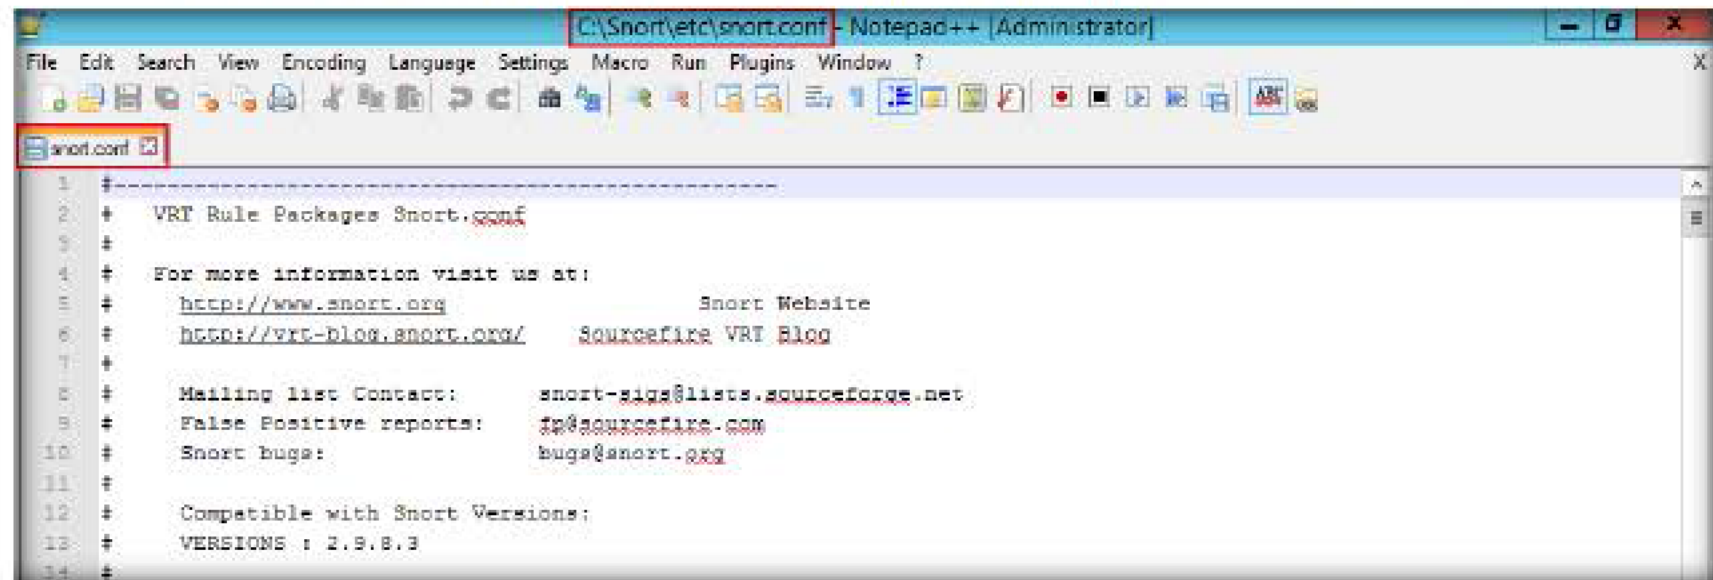 C:\Snort\etc\snort.conf - Notepad++ [Administrator]
File Edit Search View Encoding Language Settings Macro Run Plugins Window ? X
snort.conf
1 #--------------------------------------------------
2 # VRT Rule Packages Snort.conf
3 #
4 # For more information visit us at:
5 # http://www.snort.org Snort Website
6 # http://vrt-blog.snort.org/ Sourcefire VRT Blog
7 #
8 # Mailing list Contact: snort-sigs@lists.sourceforge.net
9 # False Positive reports: fp@sourcefire.com
10 # Snort bugs: bugs@snort.org
11 #
12 # Compatible with Snort Versions:
13 # VERSIONS : 2.9.8.3
14 #